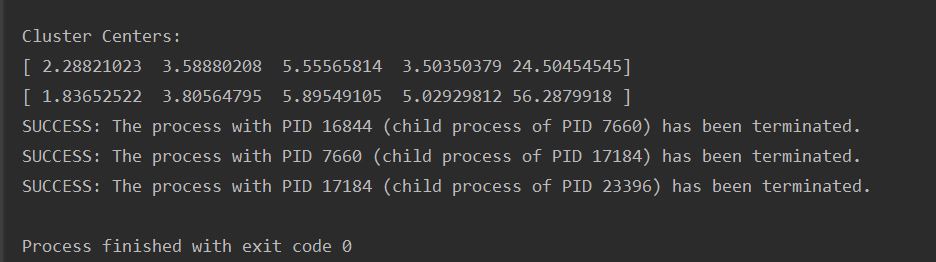 Cluster Centers:
[ 2.28821023  3.58880208  5.55565814  3.50350379 24.50454545]
[ 1.83652522  3.80564795  5.89549105  5.02929812 56.2879918 ]
SUCCESS: The process with PID 16844 (child process of PID 7660) has been terminated.
SUCCESS: The process with PID 7660 (child process of PID 17184) has been terminated.
SUCCESS: The process with PID 17184 (child process of PID 23396) has been terminated.
Process finished with exit code 0